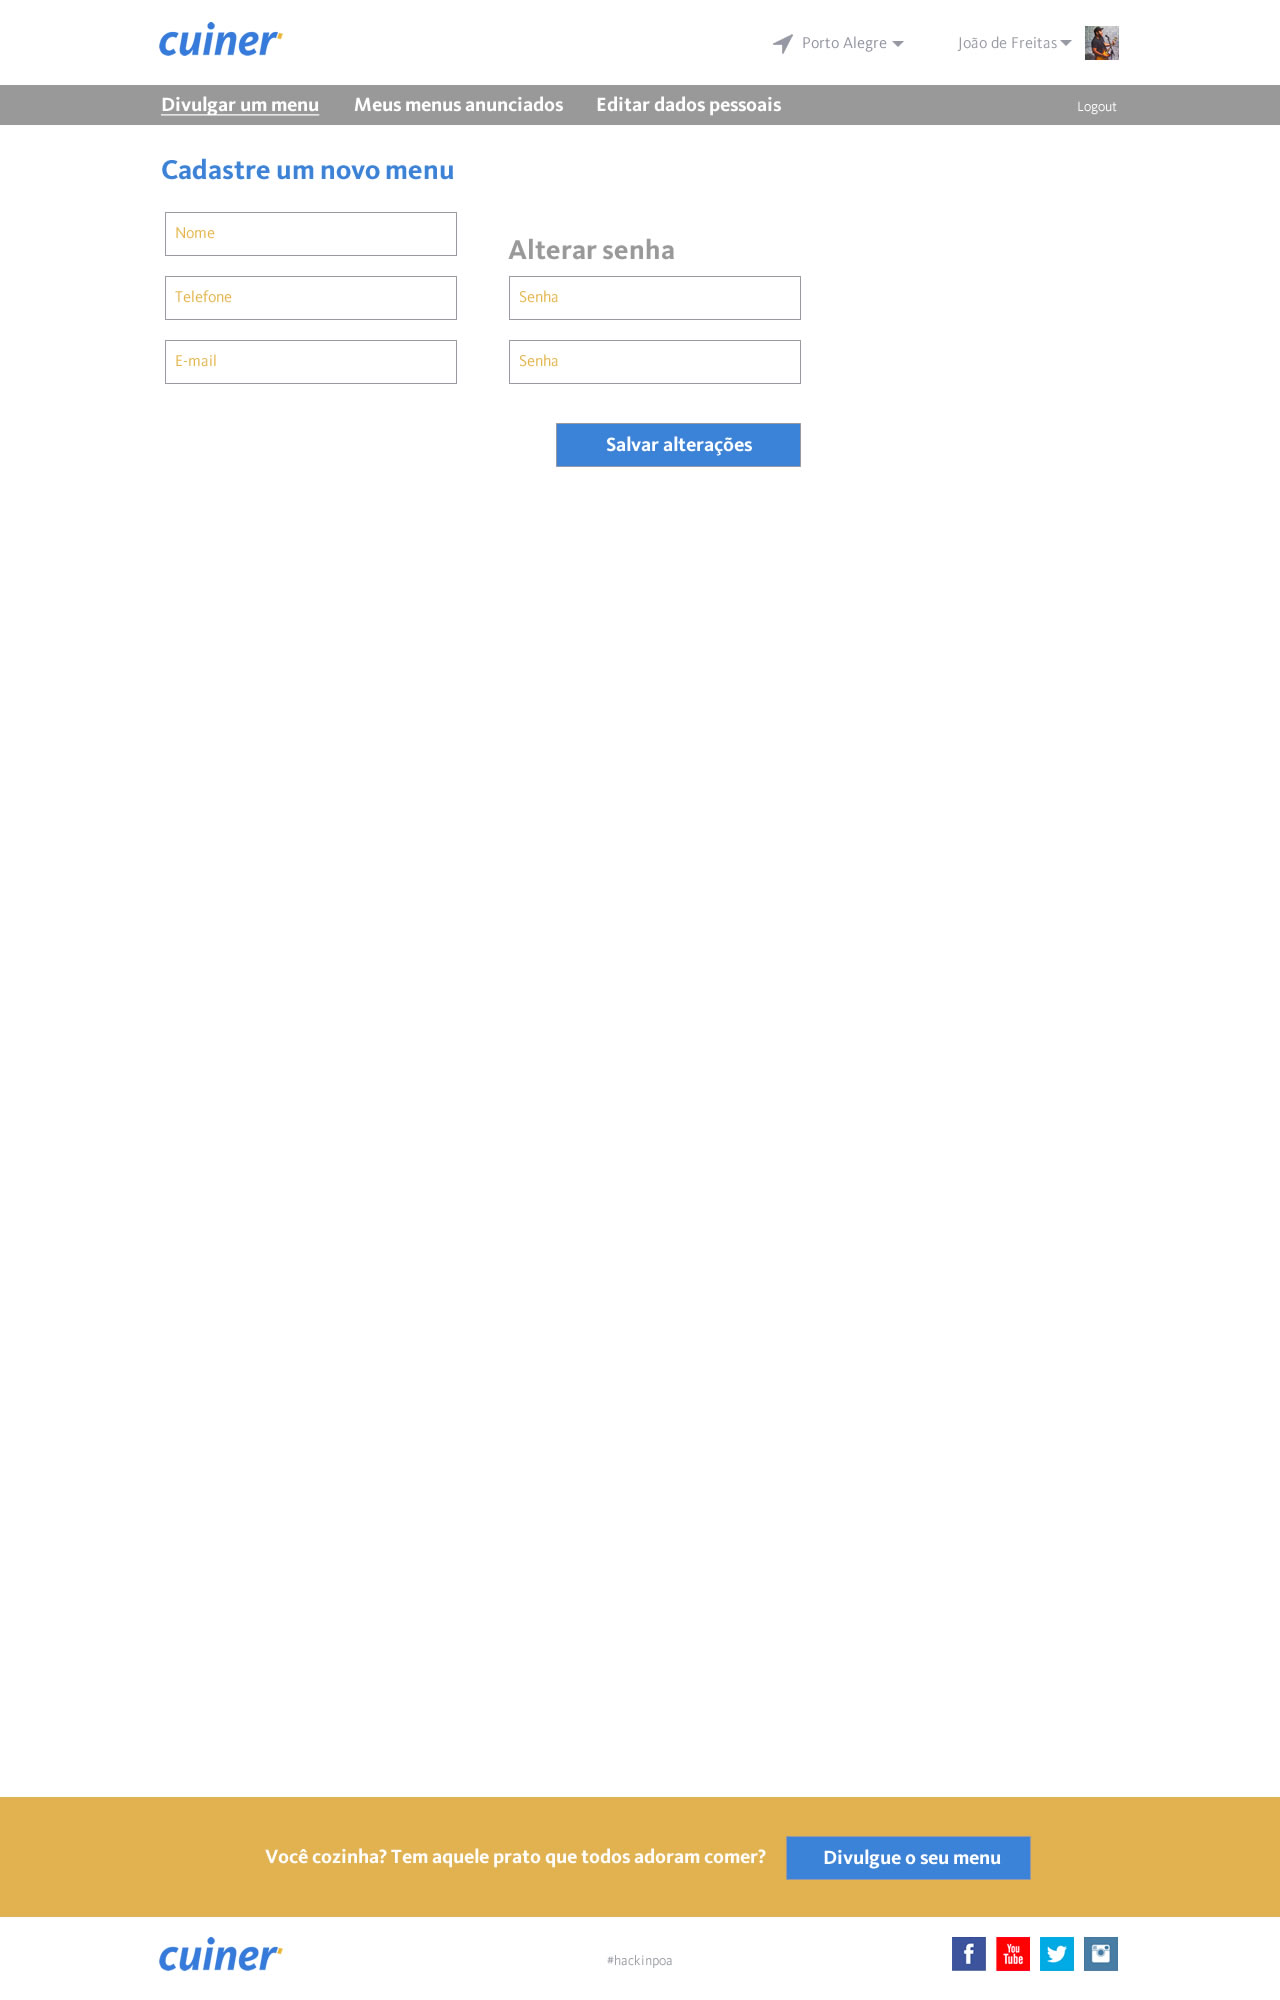 cuiner
Porto Alegre
João de Freitas
Divulgar um menu
Meus menus anunciados
Editar dados pessoais
Logout
Cadastre um novo menu
Nome
Telefone
E-mail
Alterar senha
Senha
Senha
Salvar alterações
Você cozinha? Tem aquele prato que todos adoram comer?
Divulgue o seu menu
cuiner
#hackinpoa
f
You
Tube